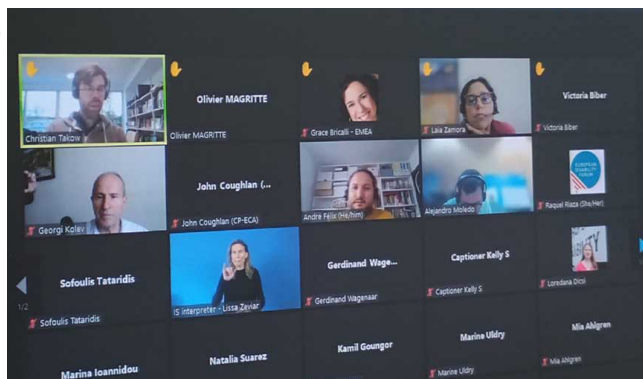 Christian Takow
Olivier MAGRITTE
Olivier MAGRITTE
Grace Bricalli - EMEA
Laia Zamora
Victoria Biber
Victoria Biber
Georgi Kolev
John Coughlan (...
John Coughlan (CP-ECA)
Andre Felix (He/him)
Alejandro Moledo
EUROPEAN
DISABILITY
FORUM
Raquel Riaza (She/Her)
1/2
Sofoulis Tataridis
Sofoulis Tataridis
IS interpreter - Lissa Zeviar
Gerdinand Wage...
Gerdinand Wagenaar
Captioner Kelly S
Captioner Kelly S
Loredana Dicsi
Marina Ioannidou
Natalia Suarez
Kamil Goungor
Marine Uldry
Marine Uldry
Mia Ahlgren
Mia Ahlgren